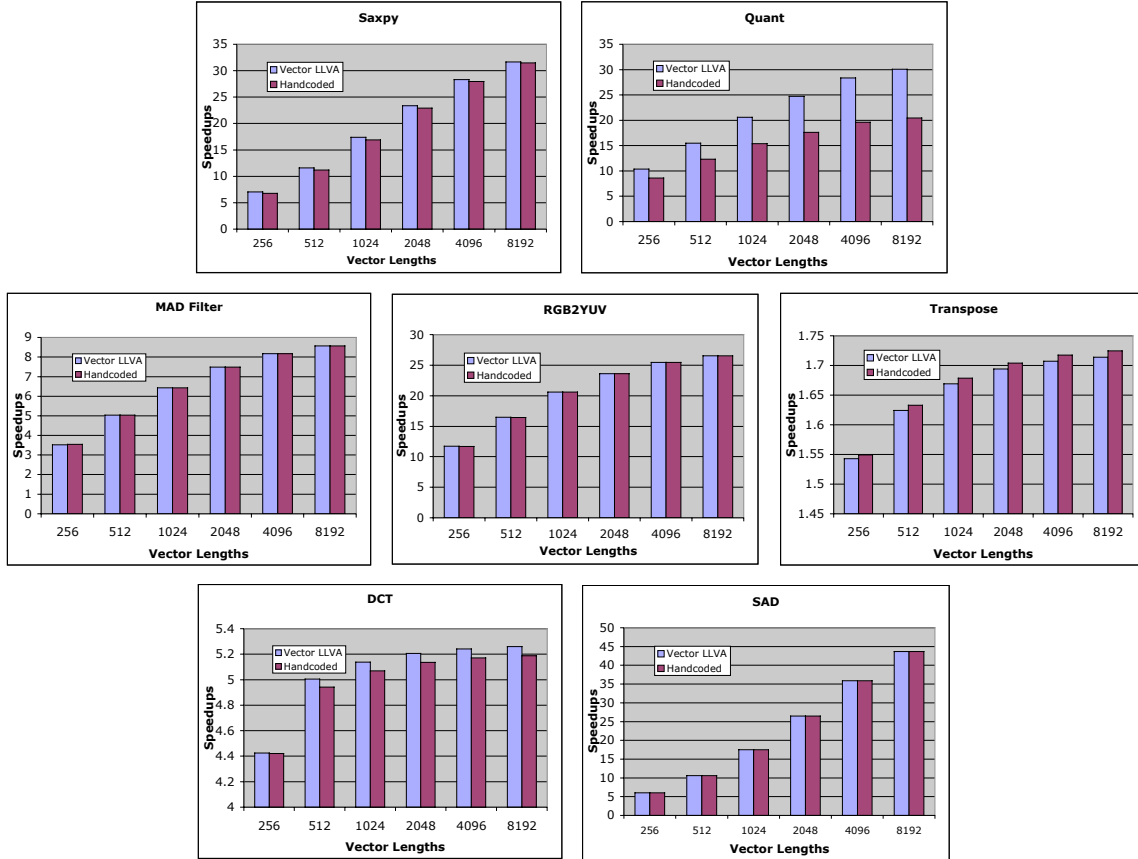 Saxpy
35
30
25
20
15
10
5
0
Speedups
Vector LLVA
Handcoded
256 512 1024 2048 4096 8192
Vector Lengths
Quant
35
30
25
20
15
10
5
0
Speedups
Vector LLVA
Handcoded
256 512 1024 2048 4096 8192
Vector Lengths
MAD Filter
9
8
7
6
5
4
3
2
1
0
Speedups
Vector LLVA
Handcoded
256 512 1024 2048 4096 8192
Vector Lengths
RGB2YUV
30
25
20
15
10
5
0
Speedups
Vector LLVA
Handcoded
256 512 1024 2048 4096 8192
Vector Lengths
Transpose
1.75
1.7
1.65
1.6
1.55
1.5
1.45
Speedups
Vector LLVA
Handcoded
256 512 1024 2048 4096 8192
Vector Lengths
DCT
5.4
5.2
5
4.8
4.6
4.4
4.2
4
Speedups
Vector LLVA
Handcoded
256 512 1024 2048 4096 8192
Vector Lengths
SAD
50
45
40
35
30
25
20
15
10
5
0
Speedups
Vector LLVA
Handcoded
256 512 1024 2048 4096 8192
Vector Lengths